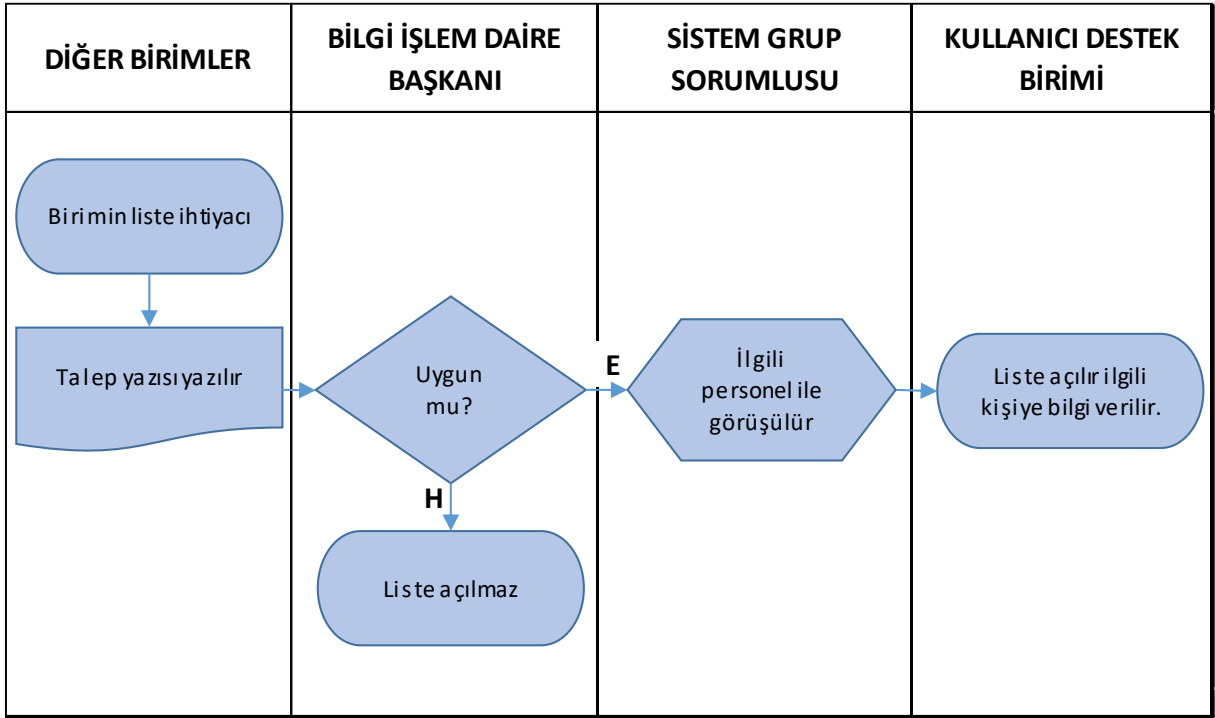 DİĞER BİRİMLER
BİLGİ İŞLEM DAİRE
BAŞKANI
SİSTEM GRUP
SORUMLUSU
KULLANICI DESTEK
BİRİMİ
Birimin liste ihtiyacı
Talep yazısı yazılır
Uygun
mu?
E
İlgili
personel ile
görüşülür
Liste açılır ilgili
kişiye bilgi verilir.
H
Liste açılmaz